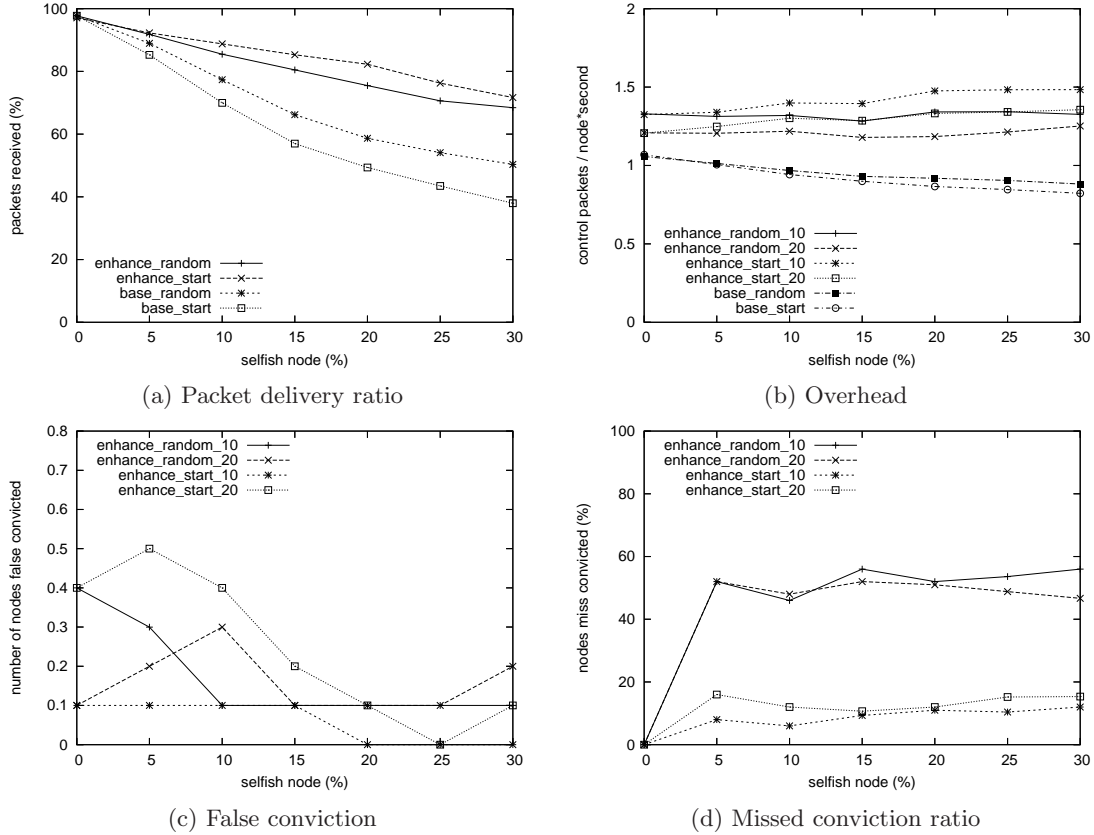 100
80
60
40
20
0
packets received (%)
enhance_random
enhance_start
base_random
base_start
0 5 10 15 20 25 30
selfish node (%)
(a) Packet delivery ratio
2
1.5
1
0.5
0
control packets / node*second
enhance_random_10
enhance_random_20
enhance_start_10
enhance_start_20
base_random
base_start
0 5 10 15 20 25 30
selfish node (%)
(b) Overhead
0.8
0.7
0.6
0.5
0.4
0.3
0.2
0.1
0
number of nodes false convicted
enhance_random_10
enhance_random_20
enhance_start_10
enhance_start_20
0 5 10 15 20 25 30
selfish node (%)
(c) False conviction
100
80
60
40
20
0
nodes miss convicted (%)
enhance_random_10
enhance_random_20
enhance_start_10
enhance_start_20
0 5 10 15 20 25 30
selfish node (%)
(d) Missed conviction ratio